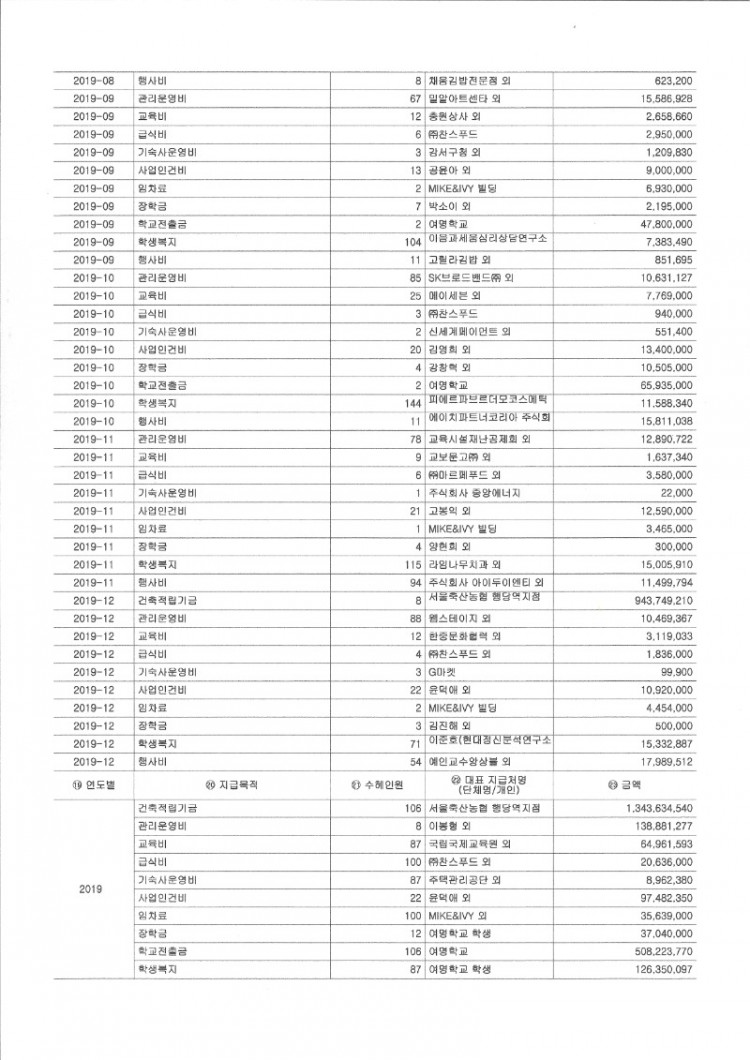 2019-08 행사비 8 채움김밥전문점 외 623,200
2019-09 관리운영비 67 밀알아트센타 외 15,586,928
2019-09 교육비 12 충원상사 외 2,658,660
2019-09 급식비 6 ㈜찬스푸드 2,950,000
2019-09 기숙사운영비 3 강서구청 외 1,209,830
2019-09 사업인건비 13 공윤아 외 9,000,000
2019-09 임차료 2 MIKE&IVY 빌딩 6,930,000
2019-09 장학금 7 박소이 외 2,195,000
2019-09 학교전출금 2 여명학교 47,800,000
2019-09 학생복지 104 이음과세움심리상담연구소 7,383,490
2019-09 행사비 11 고릴라김밥 외 851,695
2019-10 관리운영비 85 SK브로드밴드㈜ 외 10,631,127
2019-10 교육비 25 에이세븐 외 7,769,000
2019-10 급식비 3 ㈜찬스푸드 940,000
2019-10 기숙사운영비 2 신세계페이먼트 외 551,400
2019-10 사업인건비 20 김영희 외 13,400,000
2019-10 장학금 4 강창혁 외 10,505,000
2019-10 학교전출금 2 여명학교 65,935,000
2019-10 학생복지 144 피에르파브르더모코스메틱 11,588,340
2019-10 행사비 11 에이치파트너코리아 주식회 15,811,038
2019-11 관리운영비 78 교육시설재난공제회 외 12,890,722
2019-11 교육비 9 교보문고㈜ 외 1,637,340
2019-11 급식비 6 ㈜마르페푸드 외 3,580,000
2019-11 기숙사운영비 1 주식회사 중앙에너지 22,000
2019-11 사업인건비 21 고봉익 외 12,590,000
2019-11 임차료 1 MIKE&IVY 빌딩 3,465,000
2019-11 장학금 4 양현희 외 300,000
2019-11 학생복지 115 라임나무치과 외 15,005,910
2019-11 행사비 94 주식회사 아이두이엔티 외 11,499,794
2019-12 건축적립기금 8 서울축산농협 행당역지점 943,749,210
2019-12 관리운영비 88 웹스테이지 외 10,469,367
2019-12 교육비 12 한중문화협력 외 3,119,033
2019-12 급식비 4 ㈜찬스푸드 외 1,836,000
2019-12 기숙사운영비 3 G마켓 99,900
2019-12 사업인건비 22 윤덕애 외 10,920,000
2019-12 임차료 2 MIKE&IVY 빌딩 4,454,000
2019-12 장학금 3 김진해 외 500,000
2019-12 학생복지 71 이준호(현대정신분석연구소 15,332,887
2019-12 행사비 54 예인교수앙상블 외 17,989,512
⑲ 연도별 ⑳ 지급목적 ㉑ 수혜인원 ㉒ 대표 지급처명 ㉓ 금액
(단체명/개인)
건축적립기금 106 서울축산농협 행당역지점 1,343,634,540
관리운영비 8 이봉형 외 138,881,277
교육비 87 국립국제교육원 외 64,961,593
급식비 100 ㈜찬스푸드 외 20,636,000
기숙사운영비 87 주택관리공단 외 8,962,380
2019 사업인건비 22 윤덕애 외 97,482,350
임차료 100 MIKE&IVY 외 35,639,000
장학금 12 여명학교 학생 37,040,000
학교전출금 106 여명학교 508,223,770
학생복지 87 여명학교 학생 126,350,097